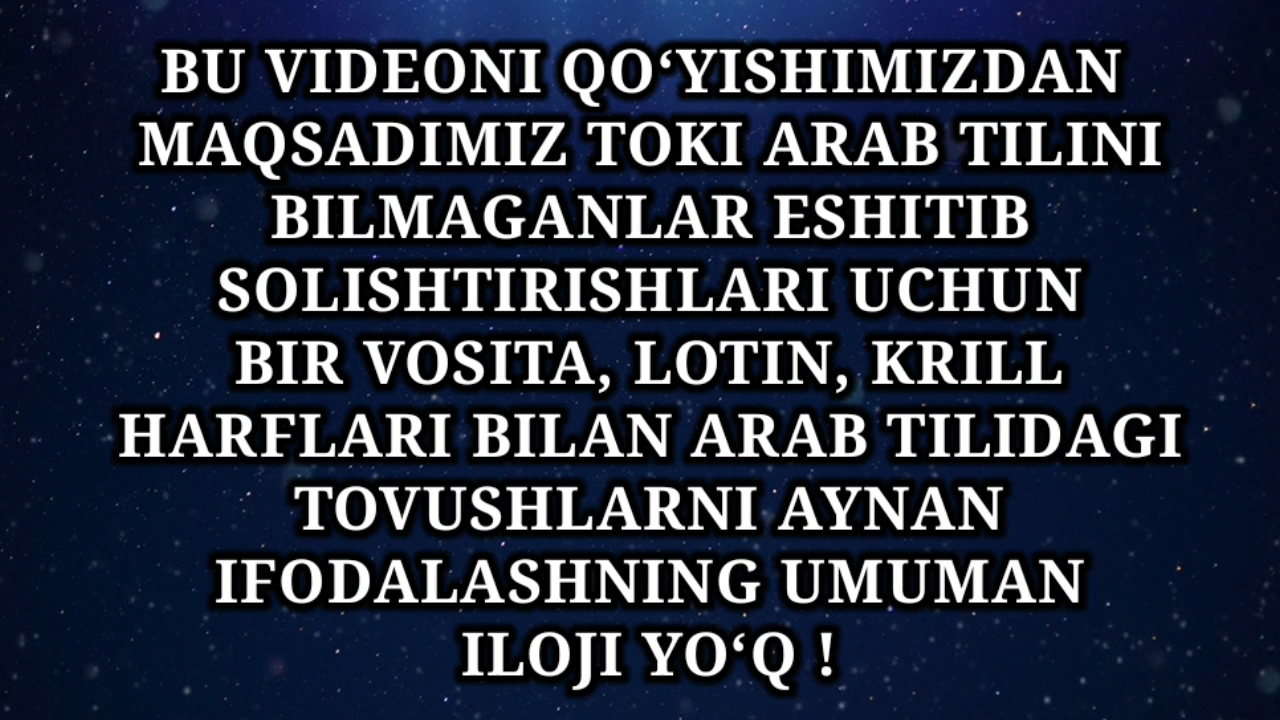 BU VIDEONI QO‘YISHIMIZDAN
MAQSADIMIZ TOKI ARAB TILINI
BILMAGANLAR ESHITIB
SOLISHTIRISHLARI UCHUN
BIR VOSITA, LOTIN, KRILL
HARFLARI BILAN ARAB TILIDAGI
TOVUSHLARNI AYNAN
IFODALASHNING UMUMAN
ILOJI YO‘Q !